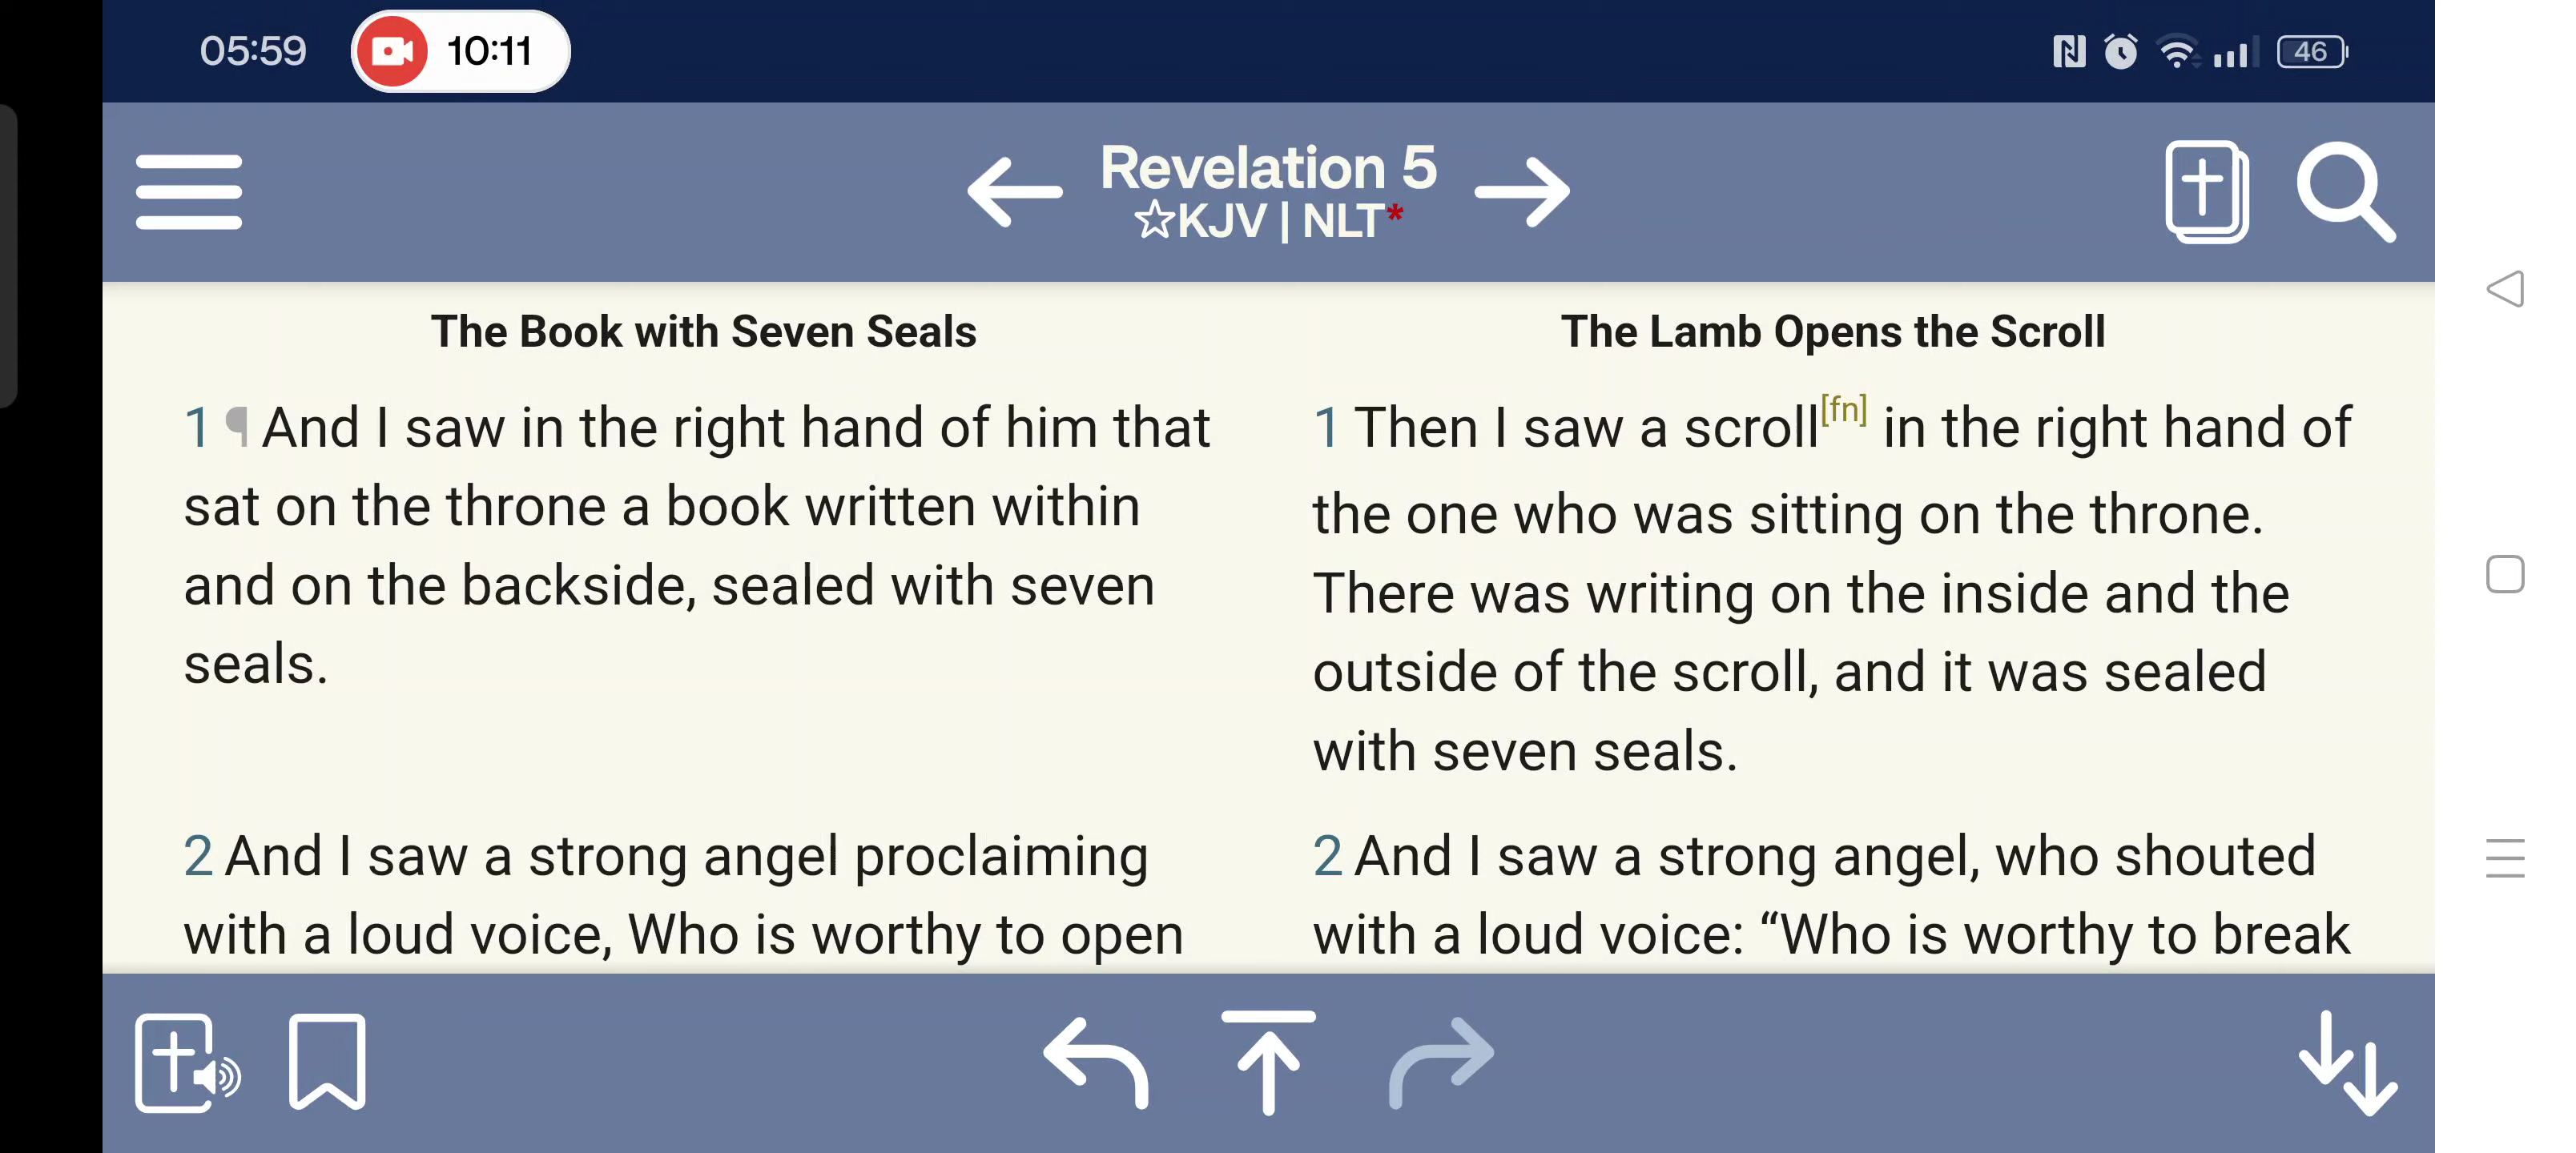 05:59 10:11 46
Revelation 5
☆KJV | NLT*
The Book with Seven Seals
1 ¶ And I saw in the right hand of him that
sat on the throne a book written within
and on the backside, sealed with seven
seals.
2 And I saw a strong angel proclaiming
with a loud voice, Who is worthy to open
The Lamb Opens the Scroll
1 Then I saw a scroll[fn] in the right hand of
the one who was sitting on the throne.
There was writing on the inside and the
outside of the scroll, and it was sealed
with seven seals.
2 And I saw a strong angel, who shouted
with a loud voice: “Who is worthy to break